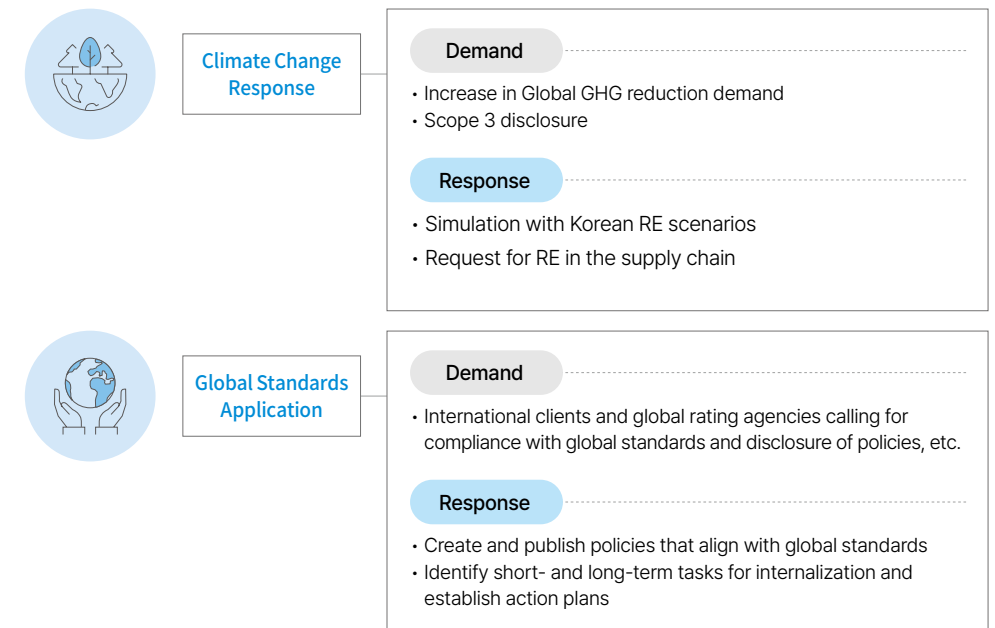 Climate Change
Response
Demand
• Increase in Global GHG reduction demand
• Scope 3 disclosure
Response
• Simulation with Korean RE scenarios
• Request for RE in the supply chain
Global Standards
Application
Demand
• International clients and global rating agencies calling for
compliance with global standards and disclosure of policies, etc.
Response
• Create and publish policies that align with global standards
• Identify short- and long-term tasks for internalization and
establish action plans